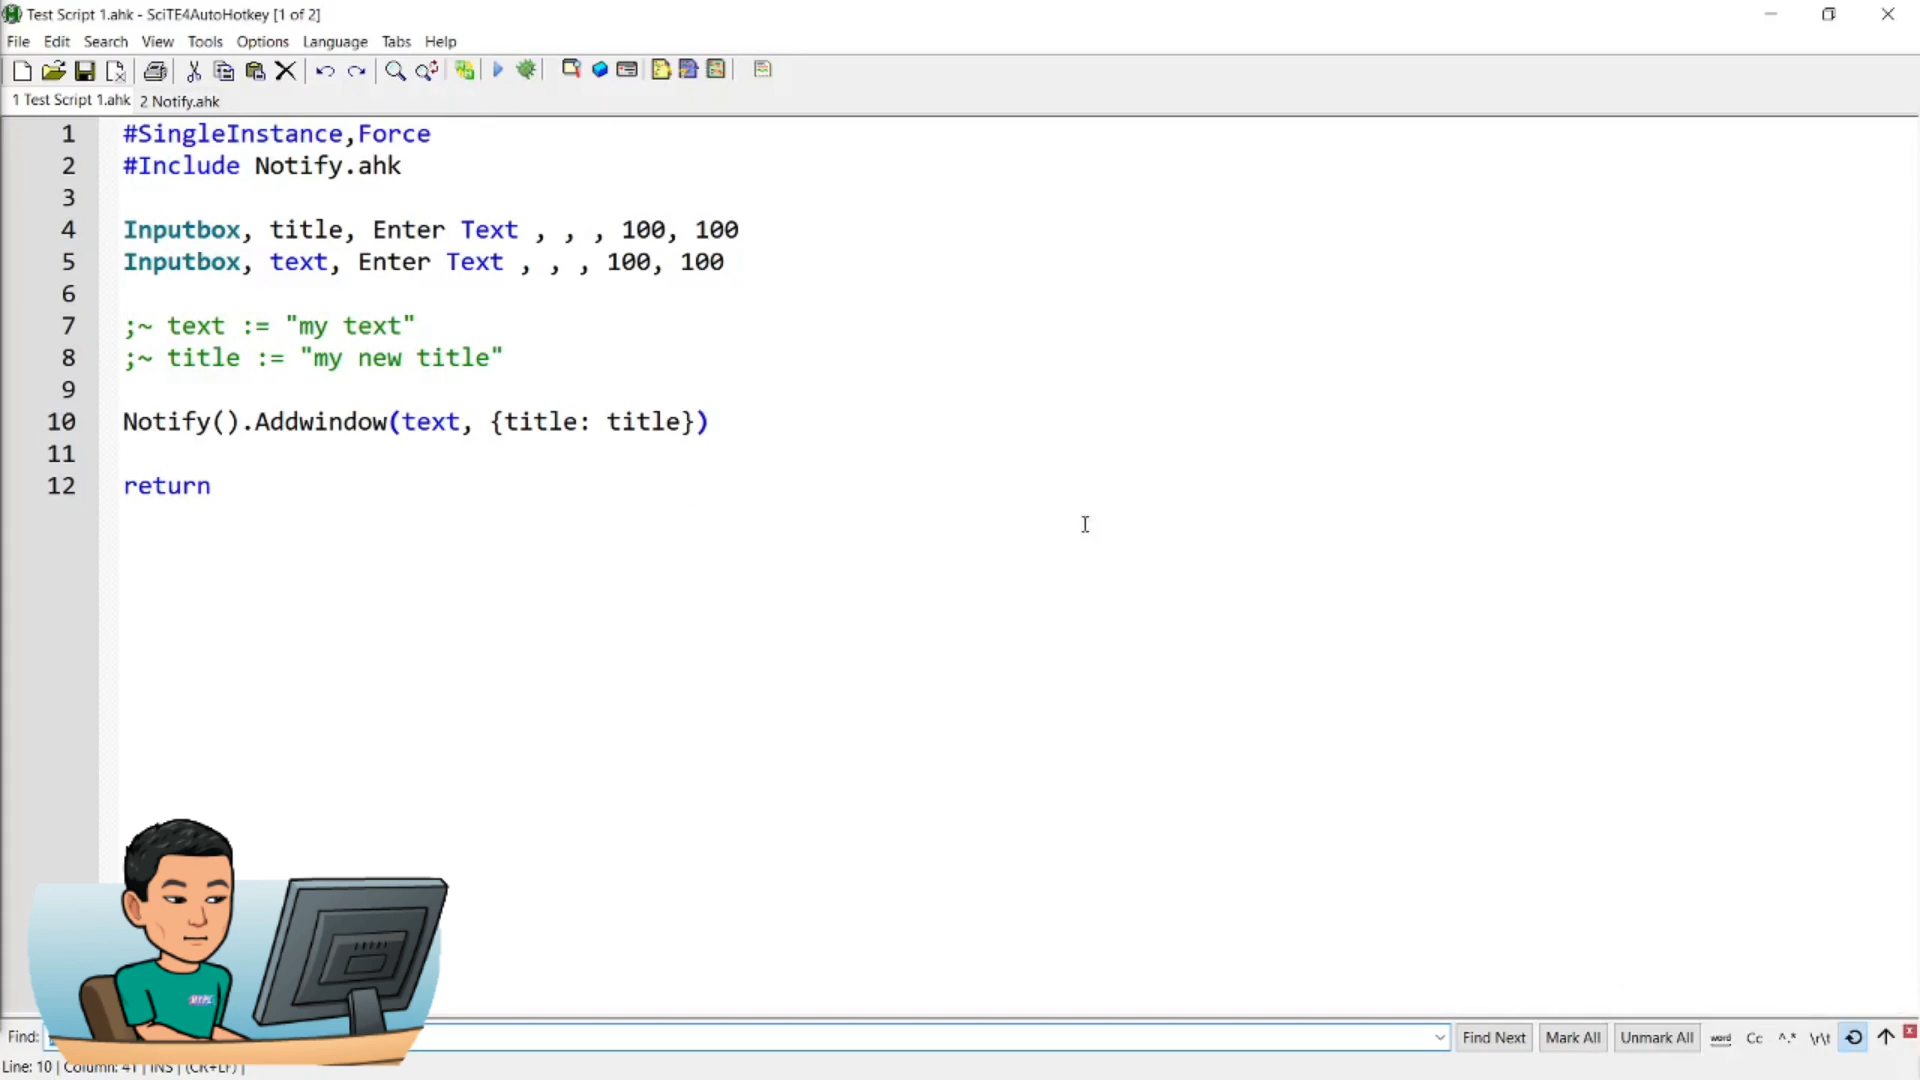 Test Script 1.ahk - SciTE4AutoHotkey [1 of 2]
File Edit Search View Tools Options Language Tabs Help
1 Test Script 1.ahk 2 Notify.ahk
1 #SingleInstance,Force
2 #Include Notify.ahk
3
4 Inputbox, title, Enter Text , , , 100, 100
5 Inputbox, text, Enter Text , , , 100, 100
6
7 ;~ text := "my text"
8 ;~ title := "my new title"
9
10 Notify().Addwindow(text, {title: title})
11
12 return
Find: Find Next Mark All Unmark All word Cc ^.* \r\t
Line: 10 | Column: 41 | INS | (CR+LF) |